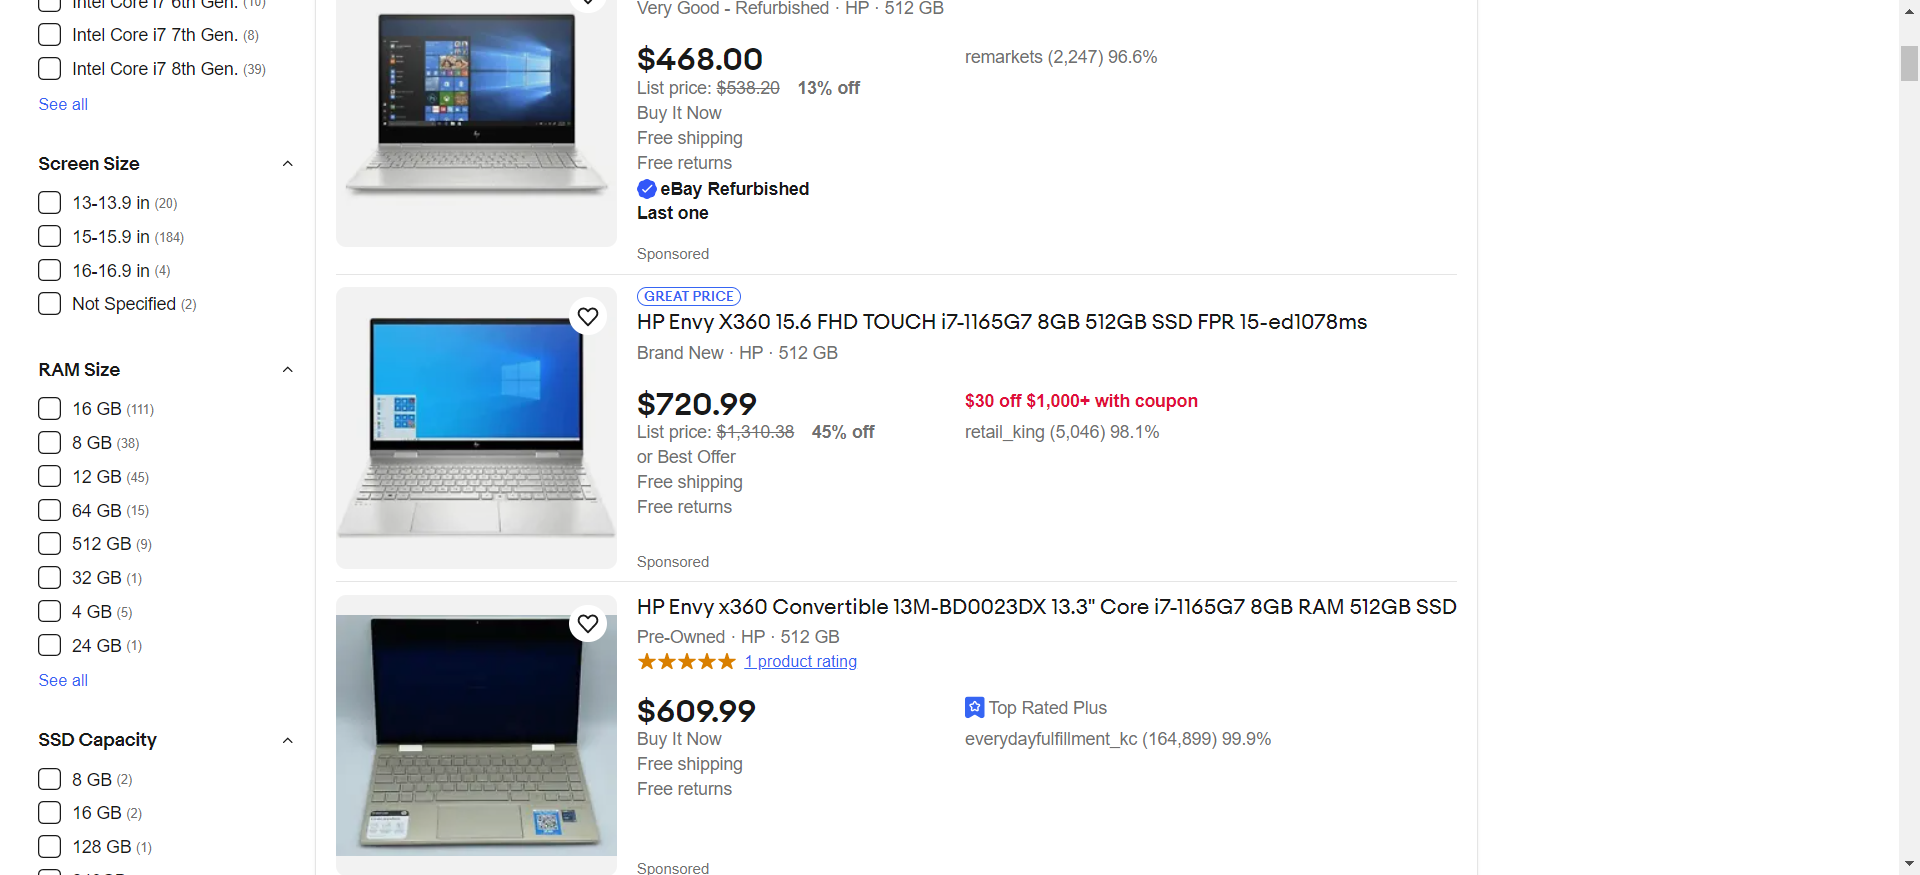 Intel Core i7 6th Gen. (10)
Intel Core i7 7th Gen. (8)
Intel Core i7 8th Gen. (39)
See all
Screen Size
13-13.9 in (20)
15-15.9 in (184)
16-16.9 in (4)
Not Specified (2)
RAM Size
16 GB (111)
8 GB (38)
12 GB (45)
64 GB (15)
512 GB (9)
32 GB (1)
4 GB (5)
24 GB (1)
See all
SSD Capacity
8 GB (2)
16 GB (2)
128 GB (1)
Very Good - Refurbished · HP · 512 GB
$468.00
remarkets (2,247) 96.6%
List price: $538.20 13% off
Buy It Now
Free shipping
Free returns
eBay Refurbished
Last one
Sponsored
GREAT PRICE
HP Envy X360 15.6 FHD TOUCH i7-1165G7 8GB 512GB SSD FPR 15-ed1078ms
Brand New · HP · 512 GB
$720.99
$30 off $1,000+ with coupon
List price: $1,310.38 45% off
retail_king (5,046) 98.1%
or Best Offer
Free shipping
Free returns
Sponsored
HP Envy x360 Convertible 13M-BD0023DX 13.3" Core i7-1165G7 8GB RAM 512GB SSD
Pre-Owned · HP · 512 GB
1 product rating
$609.99
Top Rated Plus
Buy It Now
everydayfulfillment_kc (164,899) 99.9%
Free shipping
Free returns
Sponsored